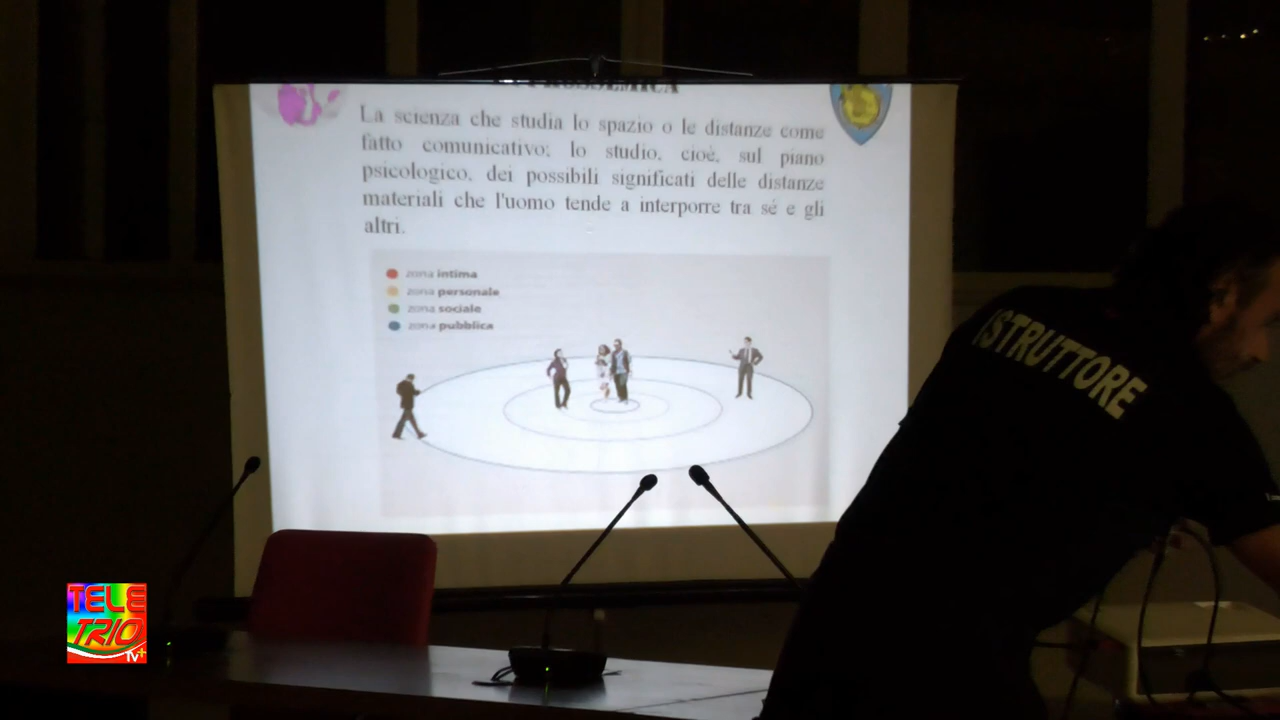 La scienza che studia lo spazio o le distanze come
fatto comunicativo; lo studio, cioè, sul piano
psicologico, dei possibili significati delle distanze
materiali che l'uomo tende a interporre tra sé e gli
altri.
zona intima
zona personale
zona sociale
zona pubblica
ISTRUTTORE
TELE
TRIO
TV+